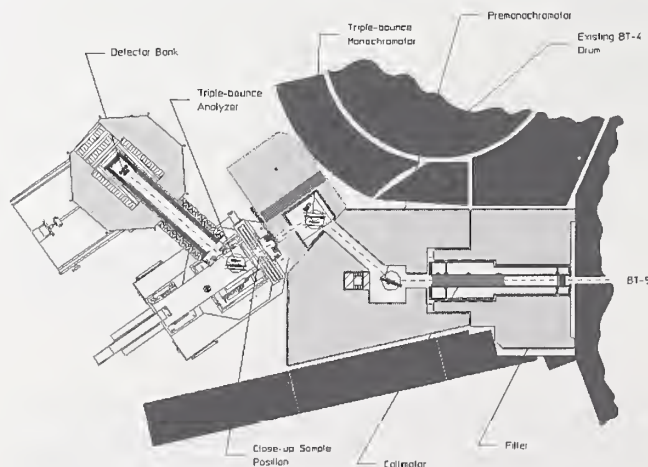 Premonochromator
Triple-bounce
Monochromator
Existing BT-4
Drum
Detector Bank
Triple-bounce
Analyzer
BT-5
Close-up Sample
Position
Collimator
Filter